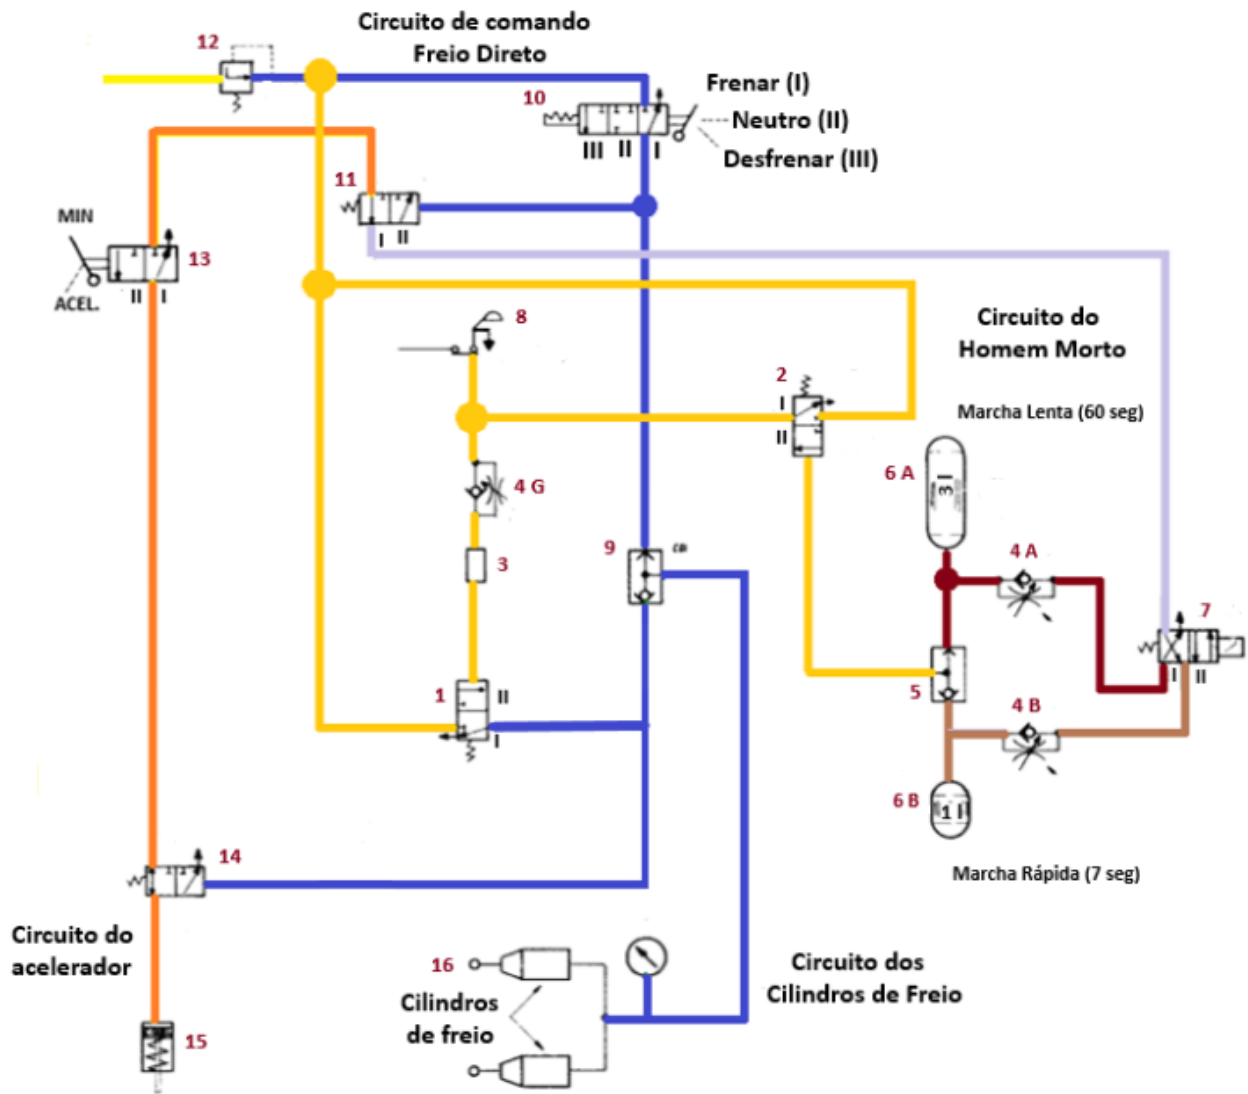 Circuito de comando
Freio Direto
12
10
Frenar (I)
Neutro (II)
Desfrenar (III)
III II I
11
I II
MIN
ACEL.
13
II I
8
Circuito do
Homem Morto
2
I
II
Marcha Lenta (60 seg)
6 A
3 l
4 G
9
4 A
3
7
I II
1
II
I
5
4 B
6 B
1 l
Marcha Rápida (7 seg)
14
Circuito do
acelerador
16
Cilindros
de freio
Circuito dos
Cilindros de Freio
15